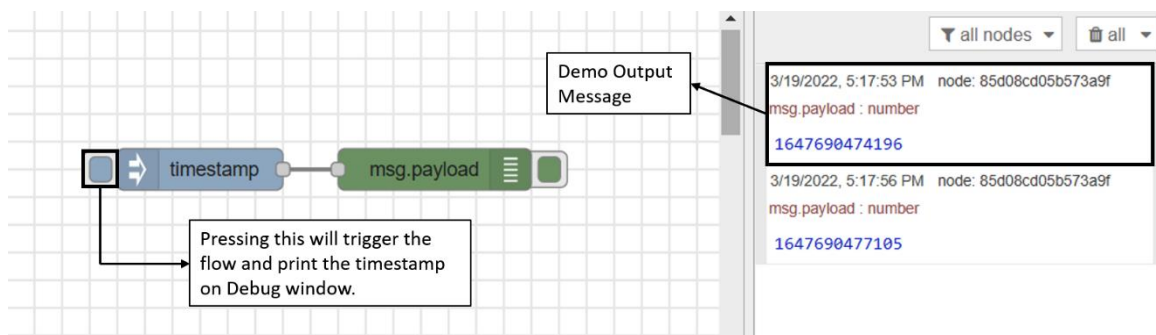 all nodes
all
Demo Output
Message
3/19/2022, 5:17:53 PM node: 85d08cd05b573a9f
msg.payload : number
1647690474196
timestamp
msg.payload
3/19/2022, 5:17:56 PM node: 85d08cd05b573a9f
msg.payload : number
1647690477105
Pressing this will trigger the
flow and print the timestamp
on Debug window.